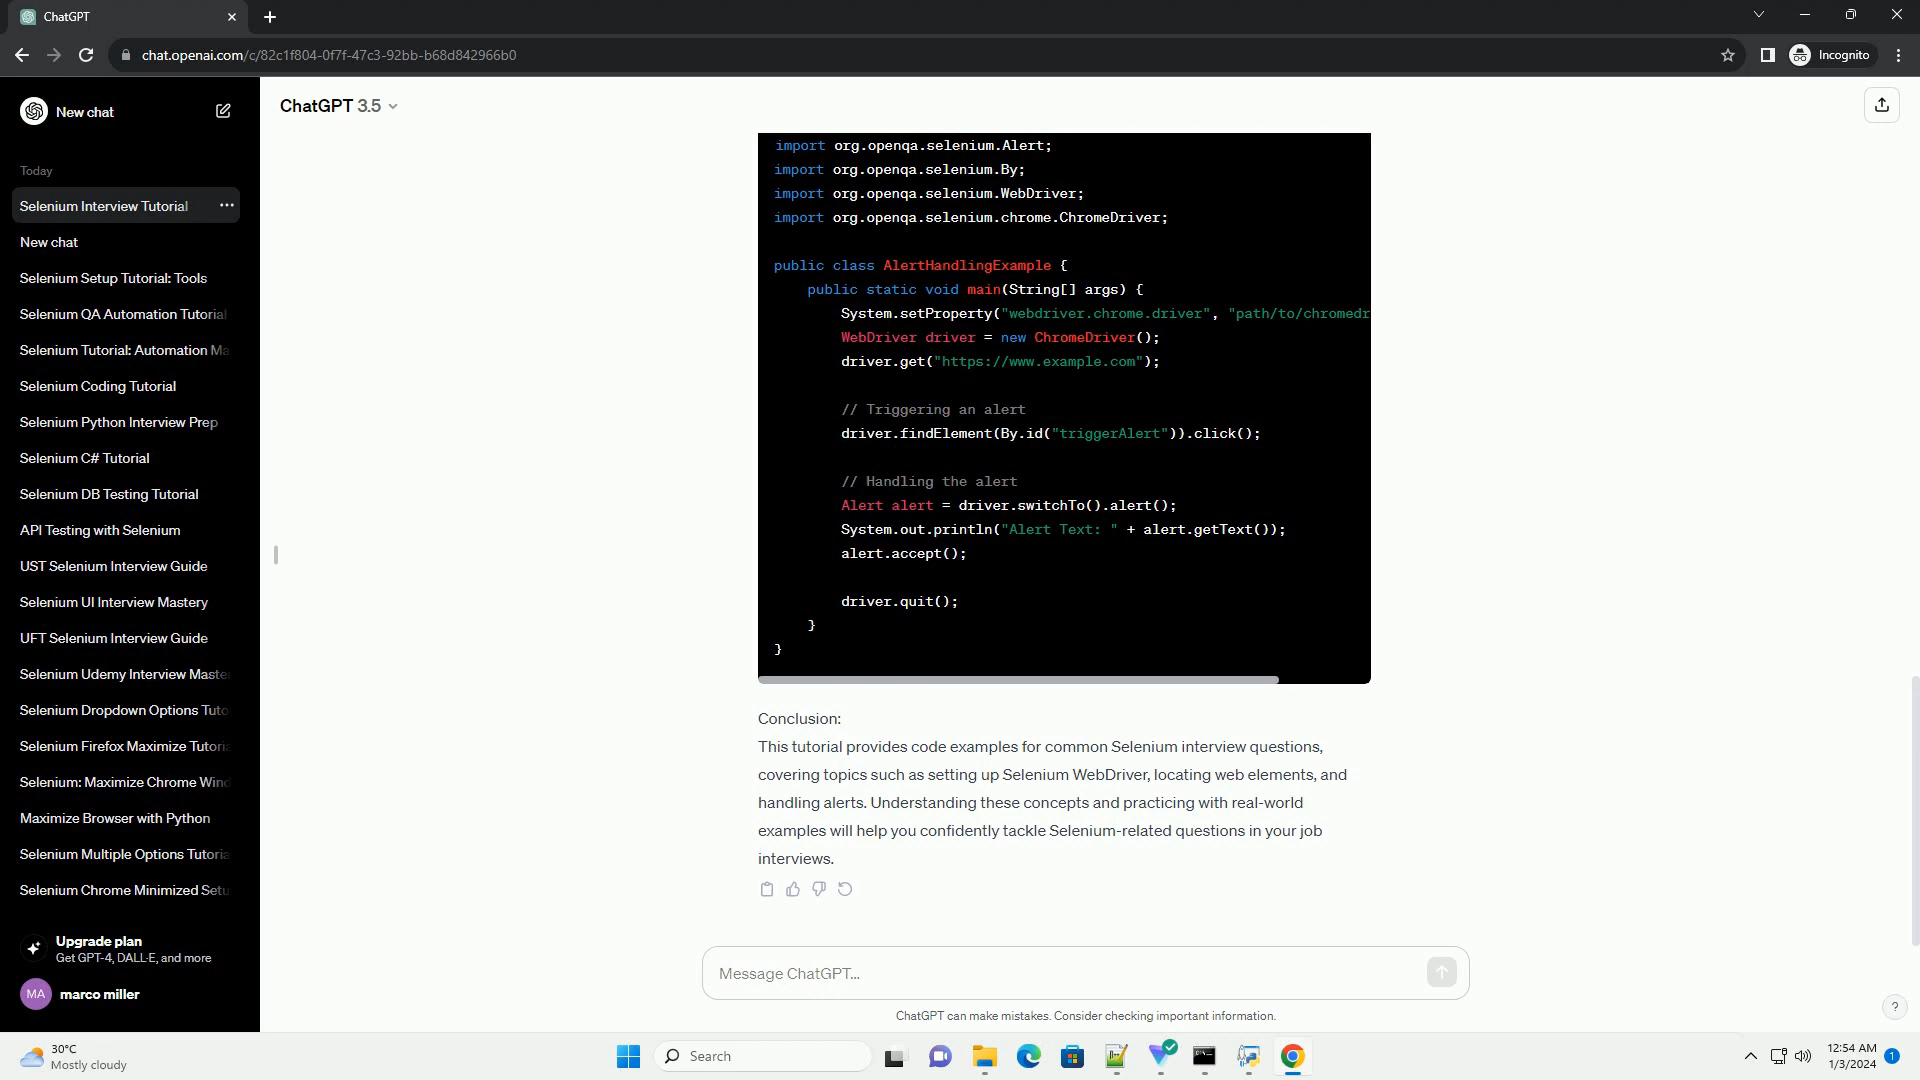 ChatGPT
chat.openai.com/c/82c1f804-0f7f-47c3-92bb-b68d842966b0
Incognito
New chat
Today
Selenium Interview Tutorial
New chat
Selenium Setup Tutorial: Tools
Selenium QA Automation Tutorial
Selenium Tutorial: Automation Ma
Selenium Coding Tutorial
Selenium Python Interview Prep
Selenium C# Tutorial
Selenium DB Testing Tutorial
API Testing with Selenium
UST Selenium Interview Guide
Selenium UI Interview Mastery
UFT Selenium Interview Guide
Selenium Udemy Interview Maste
Selenium Dropdown Options Tuto
Selenium Firefox Maximize Tutoria
Selenium: Maximize Chrome Wind
Maximize Browser with Python
Selenium Multiple Options Tutoria
Selenium Chrome Minimized Setu
Upgrade plan
Get GPT-4, DALL·E, and more
MA
marco miller
ChatGPT 3.5
import org.openqa.selenium.Alert;
import org.openqa.selenium.By;
import org.openqa.selenium.WebDriver;
import org.openqa.selenium.chrome.ChromeDriver;
public class AlertHandlingExample {
public static void main(String[] args) {
System.setProperty("webdriver.chrome.driver", "path/to/chromedr
WebDriver driver = new ChromeDriver();
driver.get("https://www.example.com");
// Triggering an alert
driver.findElement(By.id("triggerAlert")).click();
// Handling the alert
Alert alert = driver.switchTo().alert();
System.out.println("Alert Text: " + alert.getText());
alert.accept();
driver.quit();
}
}
Conclusion:
This tutorial provides code examples for common Selenium interview questions,
covering topics such as setting up Selenium WebDriver, locating web elements, and
handling alerts. Understanding these concepts and practicing with real-world
examples will help you confidently tackle Selenium-related questions in your job
interviews.
Message ChatGPT...
ChatGPT can make mistakes. Consider checking important information.
?
30°C
Mostly cloudy
Search
12:54 AM
1/3/2024
1